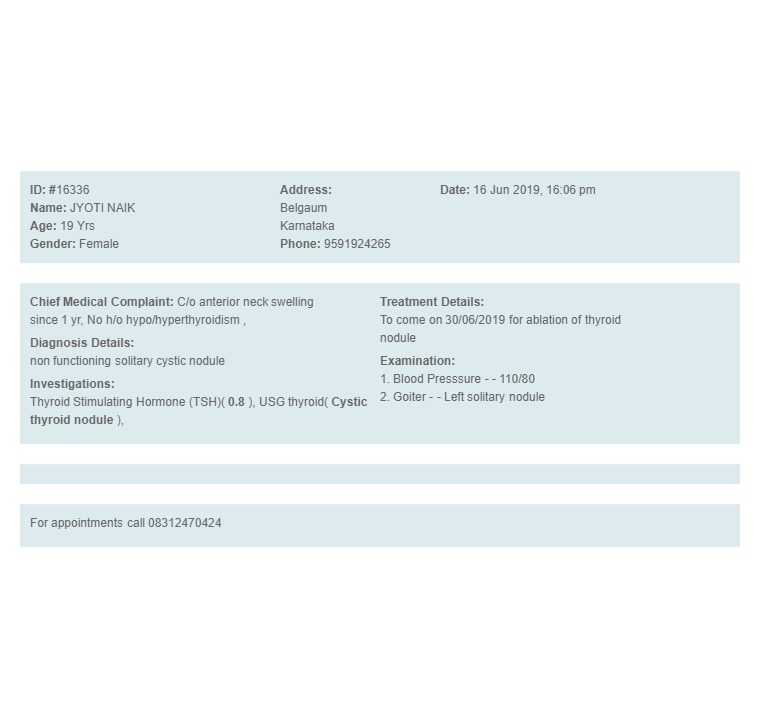 ID: #16336
Name: JYOTI NAIK
Age: 19 Yrs
Gender: Female
Address:
Belgaum
Karnataka
Phone: 9591924265
Date: 16 Jun 2019, 16:06 pm
Chief Medical Complaint: C/o anterior neck swelling
since 1 yr, No h/o hypo/hyperthyroidism ,
Diagnosis Details:
non functioning solitary cystic nodule
Investigations:
Thyroid Stimulating Hormone (TSH)( 0.8 ), USG thyroid( Cystic
thyroid nodule ),
Treatment Details:
To come on 30/06/2019 for ablation of thyroid
nodule
Examination:
1. Blood Presssure - - 110/80
2. Goiter - - Left solitary nodule
For appointments call 08312470424